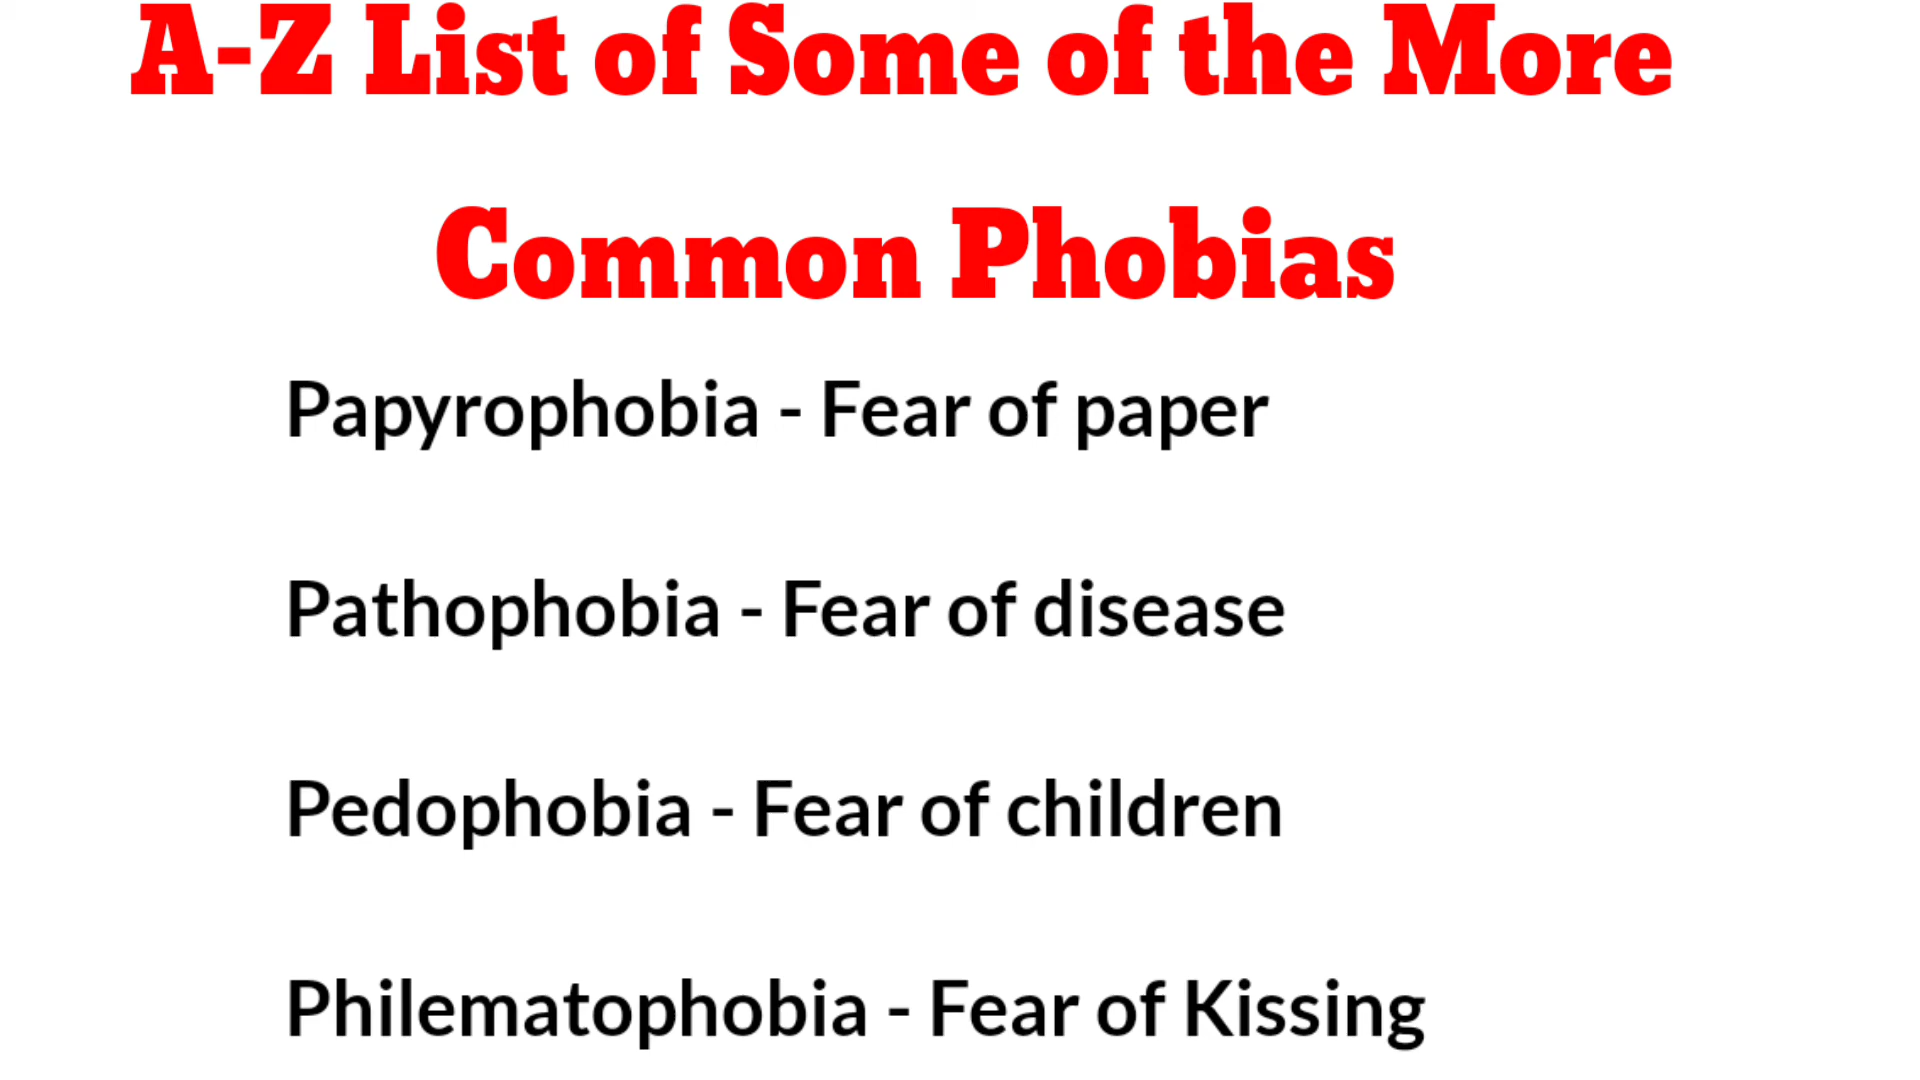 A-Z List of Some of the More
Common Phobias
Papyrophobia - Fear of paper
Pathophobia - Fear of disease
Pedophobia - Fear of children
Philematophobia - Fear of Kissing